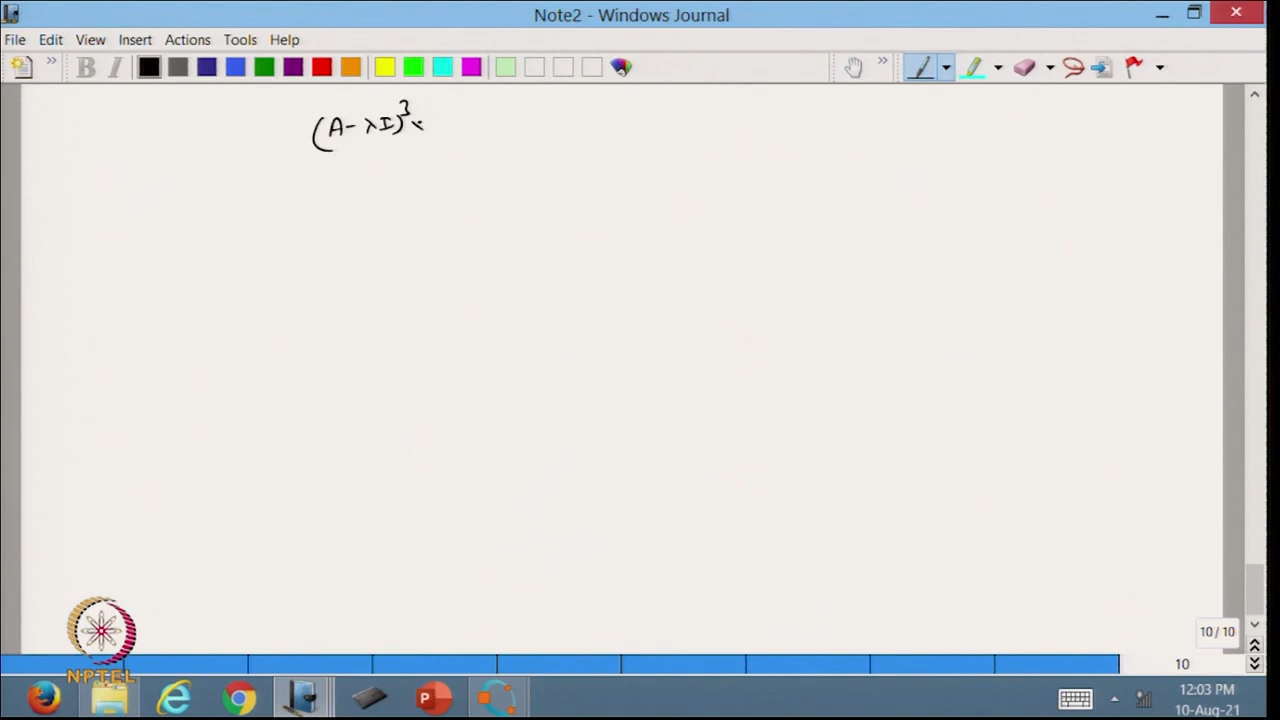 Note2 - Windows Journal
File Edit View Insert Actions Tools Help
B I
(A-λI)³
10 / 10
10
NPTEL
12:03 PM
10-Aug-21